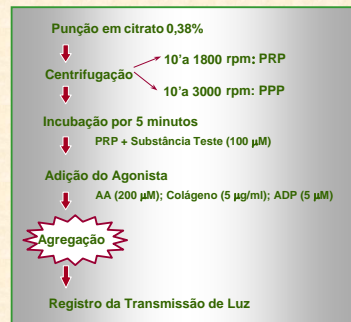 Punção em citrato 0,38%
10'a 1800 rpm: PRP
Centrifugação
10'a 3000 rpm: PPP
Incubação por 5 minutos
PRP + Substância Teste (100 µM)
Adição do Agonista
AA (200 µM); Colágeno (5 µg/ml); ADP (5 µM)
Agregação
Registro da Transmissão de Luz